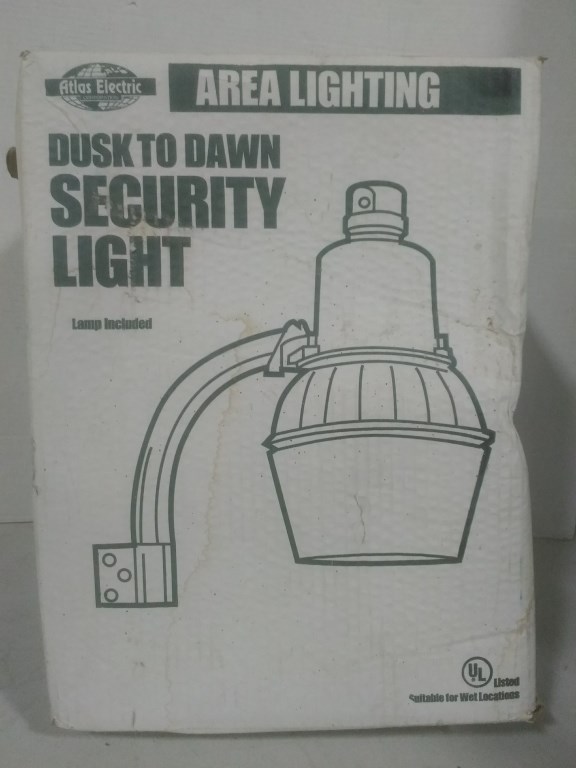 Atlas Electric
AREA LIGHTING
DUSK TO DAWN
SECURITY
LIGHT
Lamp Included
UL
Listed
Suitable for Wet Locations